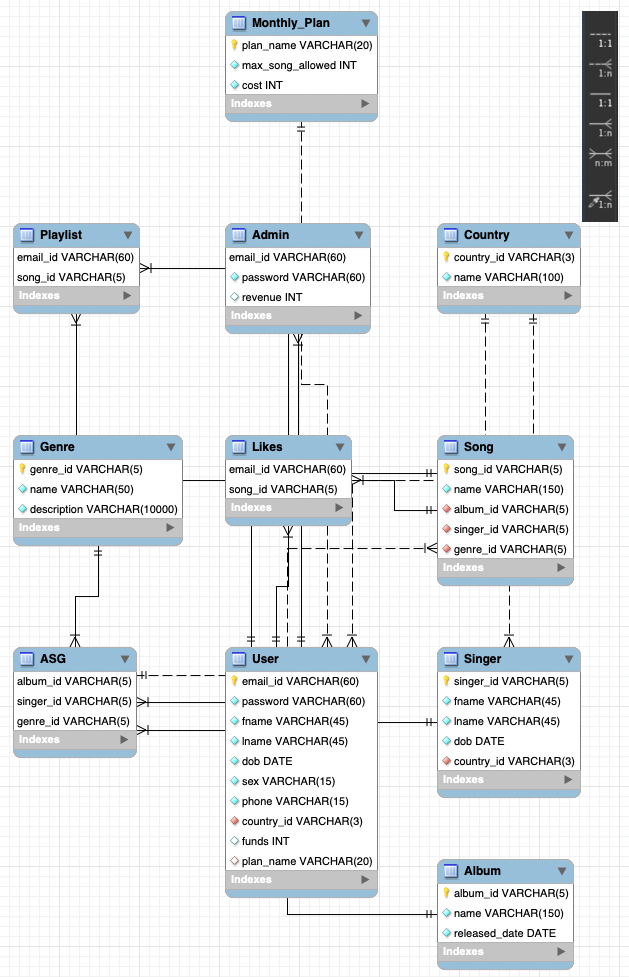 Monthly_Plan
plan_name VARCHAR(20)
max_song_allowed INT
cost INT
Indexes
1:1
1:n
1:1
1:n
n:m
1:n
Playlist
email_id VARCHAR(60)
song_id VARCHAR(5)
Indexes
Admin
email_id VARCHAR(60)
password VARCHAR(60)
revenue INT
Indexes
Country
country_id VARCHAR(3)
name VARCHAR(100)
Indexes
Genre
genre_id VARCHAR(5)
name VARCHAR(50)
description VARCHAR(10000)
Indexes
Likes
email_id VARCHAR(60)
song_id VARCHAR(5)
Indexes
Song
song_id VARCHAR(5)
name VARCHAR(150)
album_id VARCHAR(5)
singer_id VARCHAR(5)
genre_id VARCHAR(5)
Indexes
ASG
album_id VARCHAR(5)
singer_id VARCHAR(5)
genre_id VARCHAR(5)
Indexes
User
email_id VARCHAR(60)
password VARCHAR(60)
fname VARCHAR(45)
lname VARCHAR(45)
dob DATE
sex VARCHAR(15)
phone VARCHAR(15)
country_id VARCHAR(3)
funds INT
plan_name VARCHAR(20)
Indexes
Singer
singer_id VARCHAR(5)
fname VARCHAR(45)
lname VARCHAR(45)
dob DATE
country_id VARCHAR(3)
Indexes
Album
album_id VARCHAR(5)
name VARCHAR(150)
released_date DATE
Indexes